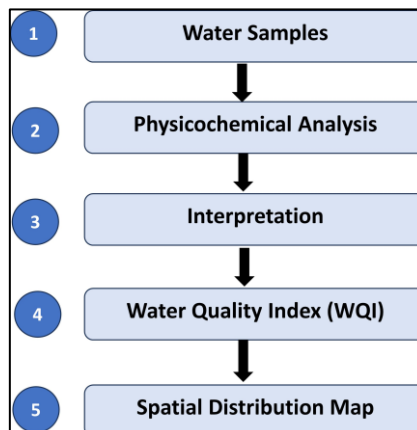 1 Water Samples
2 Physicochemical Analysis
3 Interpretation
4 Water Quality Index (WQI)
5 Spatial Distribution Map